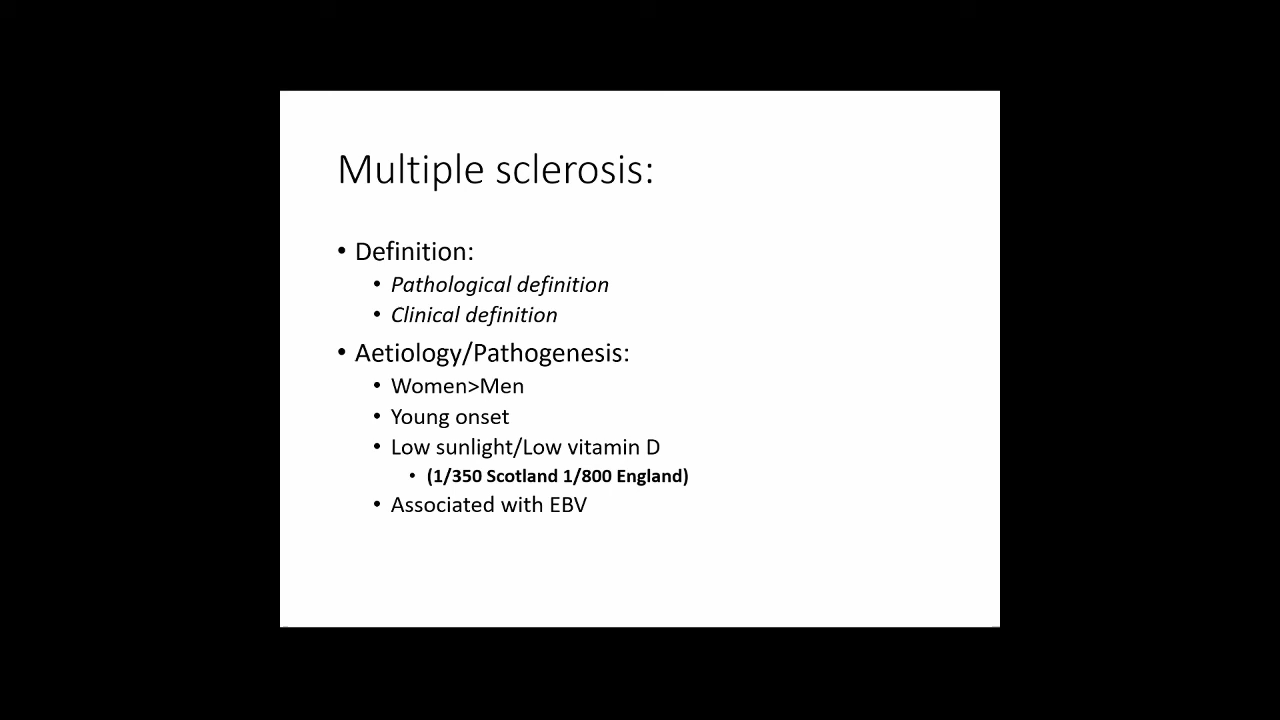 Multiple sclerosis:
• Definition:
• Pathological definition
• Clinical definition
• Aetiology/Pathogenesis:
• Women>Men
• Young onset
• Low sunlight/Low vitamin D
• (1/350 Scotland 1/800 England)
• Associated with EBV